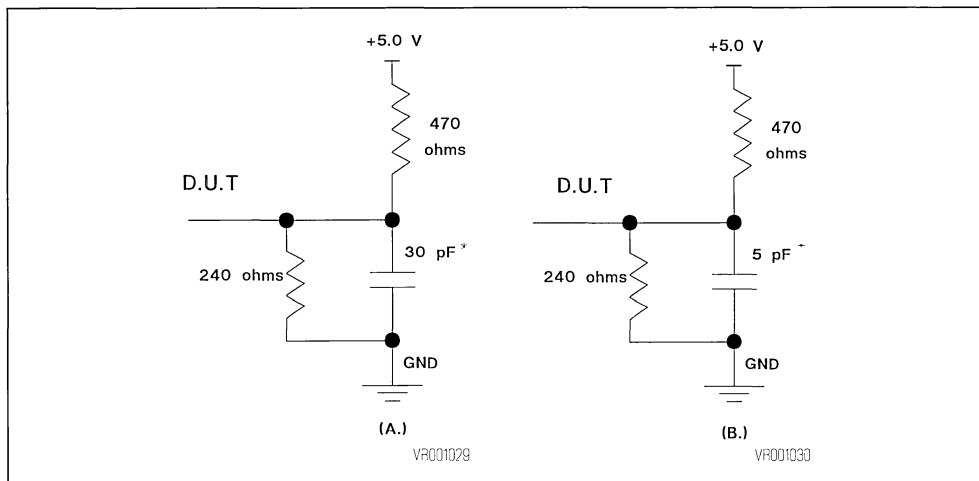 +5.0 V
470
ohms
D.U.T
30 pF*
240 ohms
GND
(A.)
VR001029
+5.0 V
470
ohms
D.U.T
5 pF*
240 ohms
GND
(B.)
VR001030